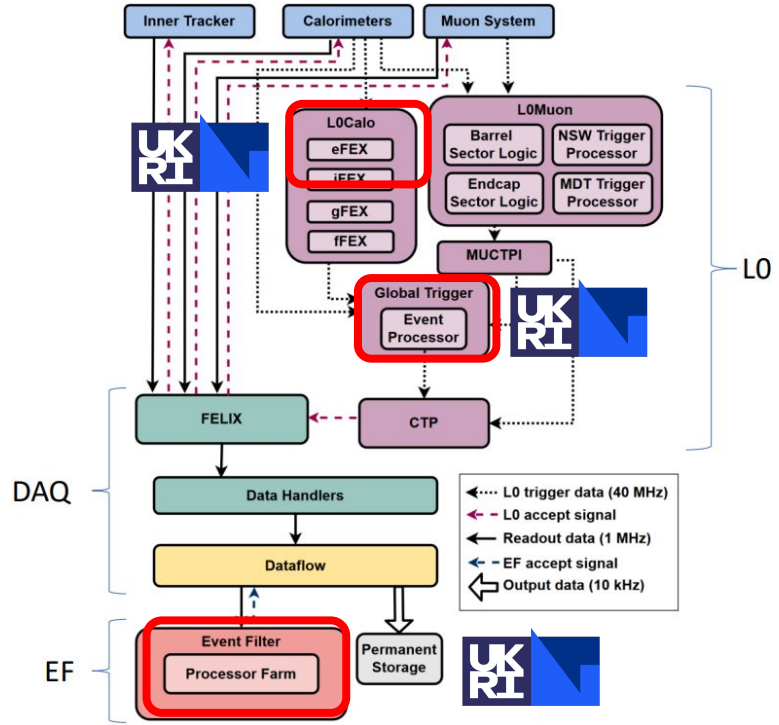 Inner Tracker
Calorimeters
Muon System
L0Calo
eFEX
jFEX
gFEX
fFEX
L0Muon
Barrel
Sector Logic
NSW Trigger
Processor
Endcap
Sector Logic
MDT Trigger
Processor
MUCTPI
UK
RI
L0
Global Trigger
Event
Processor
UK
RI
FELIX
CTP
DAQ
Data Handlers
Dataflow
L0 trigger data (40 MHz)
L0 accept signal
Readout data (1 MHz)
EF accept signal
Output data (10 kHz)
EF
Event Filter
Processor Farm
Permanent
Storage
UK
RI